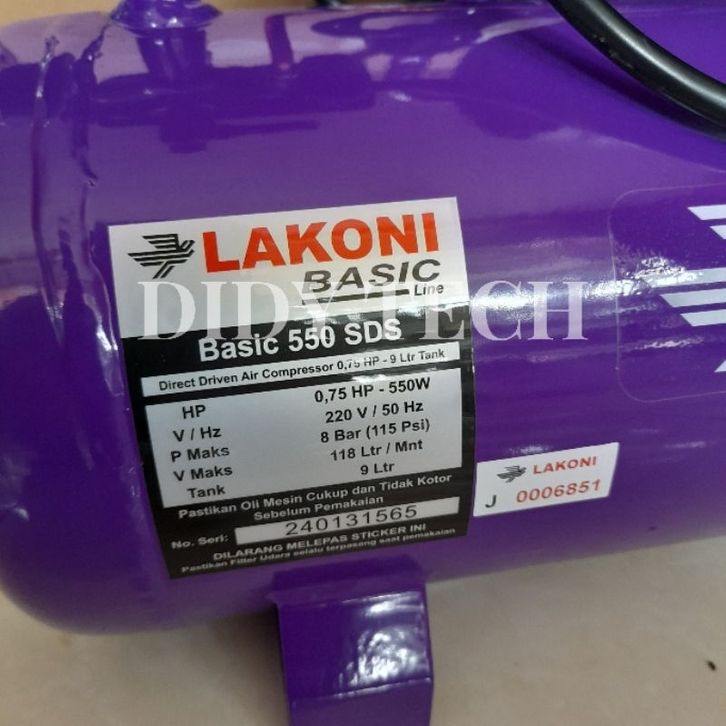 LAKONI
BASIC
Line
DIDYTECH
Basic 550 SDS
Direct Driven Air Compressor 0,75 HP - 9 Ltr Tank
HP 0,75 HP - 550W
V / Hz 220 V / 50 Hz
P Maks 8 Bar (115 Psi)
V Maks 118 Ltr / Mnt
Tank 9 Ltr
Pastikan Oli Mesin Cukup dan Tidak Kotor
Sebelum Pemakaian
No. Seri: 240131565
DILARANG MELEPAS STICKER INI
Pastikan Filter Udara selalu terpasang saat pemakaian
LAKONI
J 0006851